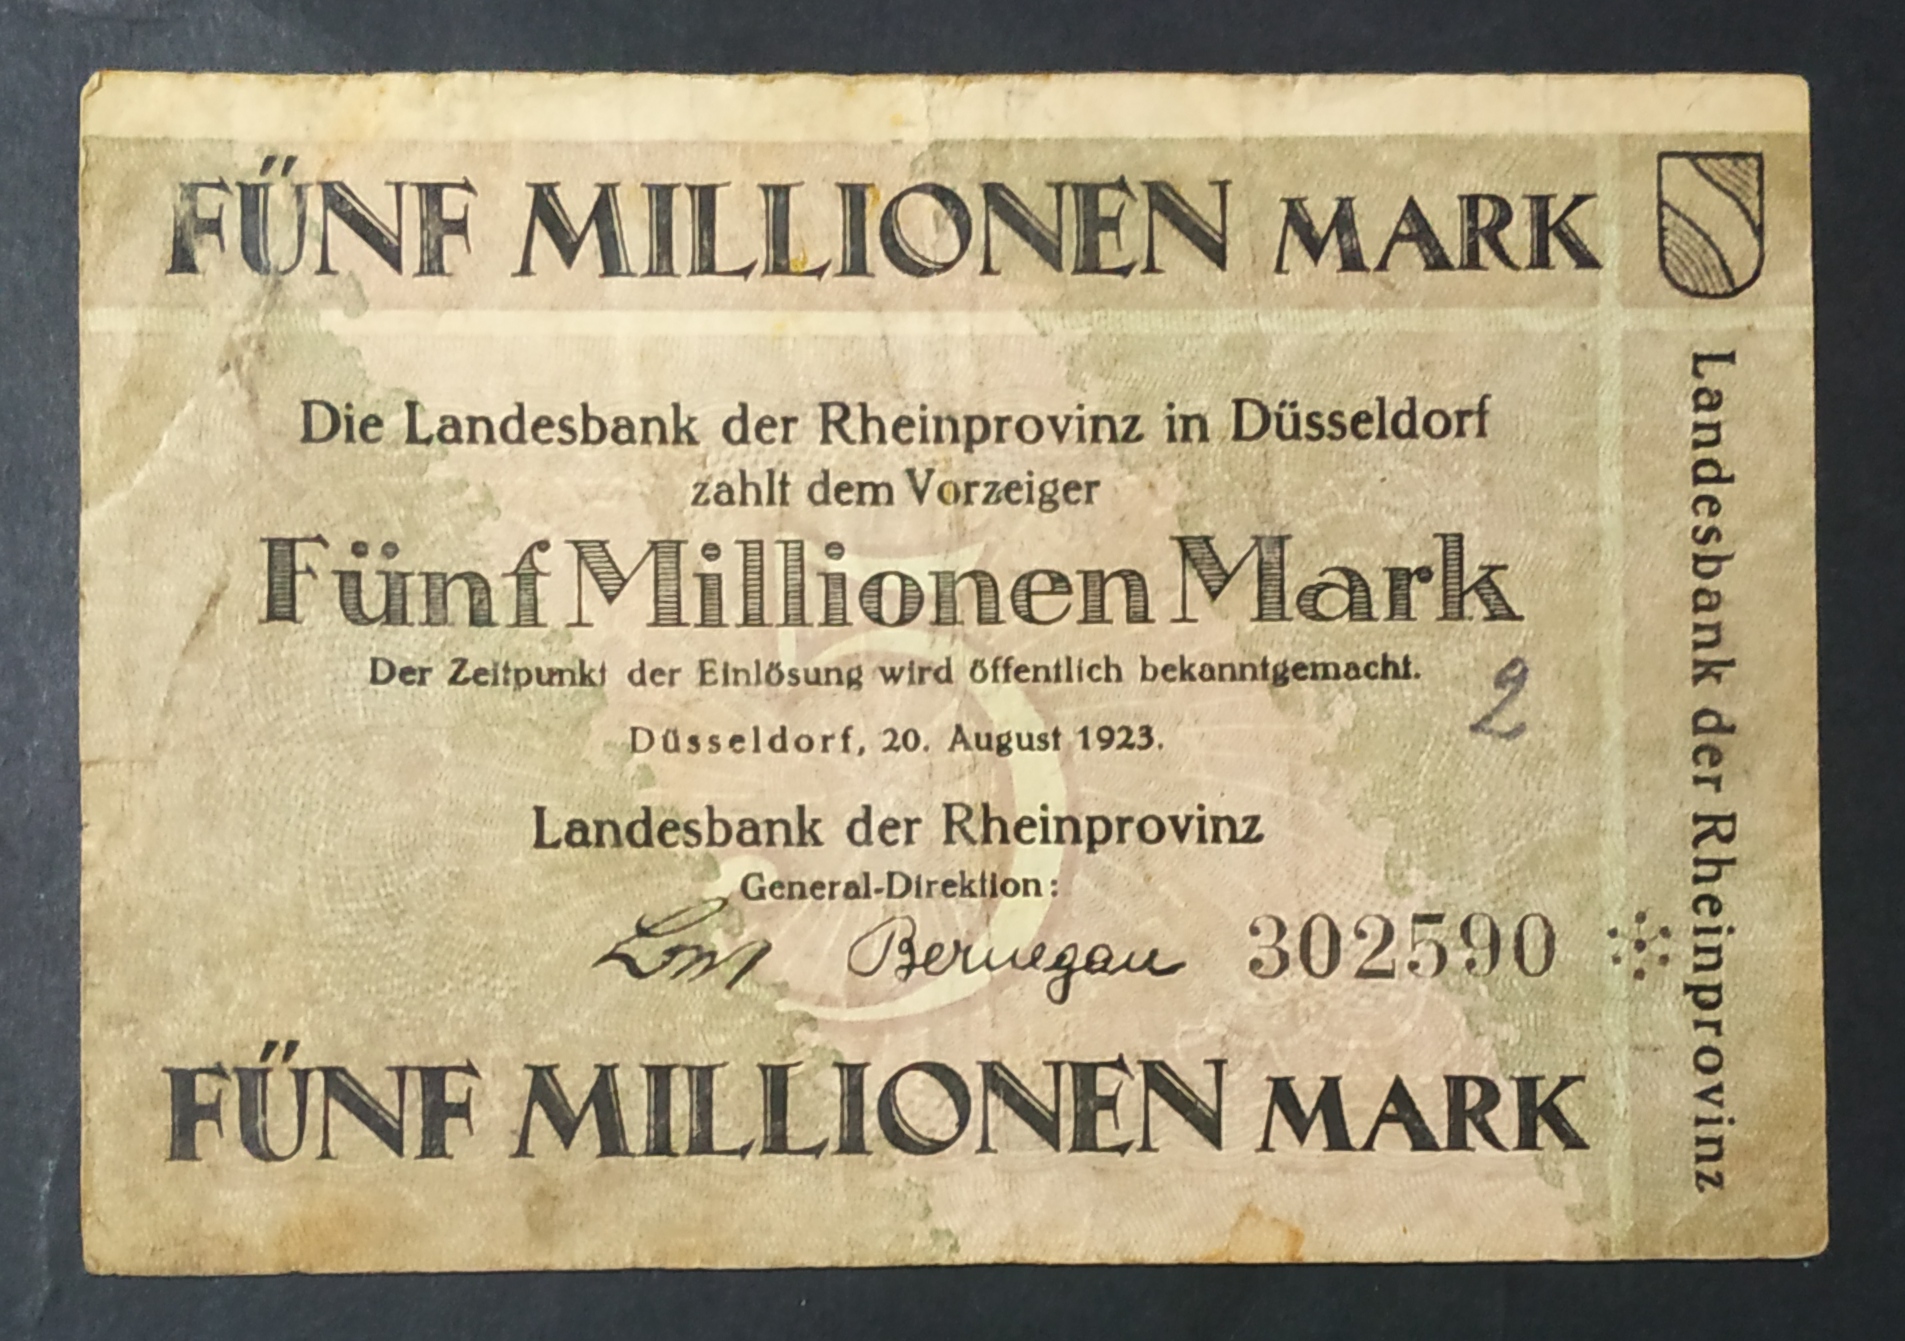 FÜNF MILLIONEN MARK
Die Landesbank der Rheinprovinz in Düsseldorf
zahlt dem Vorzeiger
Fünf Millionen Mark
Der Zeitpunkt der Einlösung wird öffentlich bekanntgemacht.
2
Düsseldorf, 20. August 1923.
Landesbank der Rheinprovinz
General-Direktion:
Bernegau 302590
FÜNF MILLIONEN MARK
Landesbank der Rheinprovinz
5